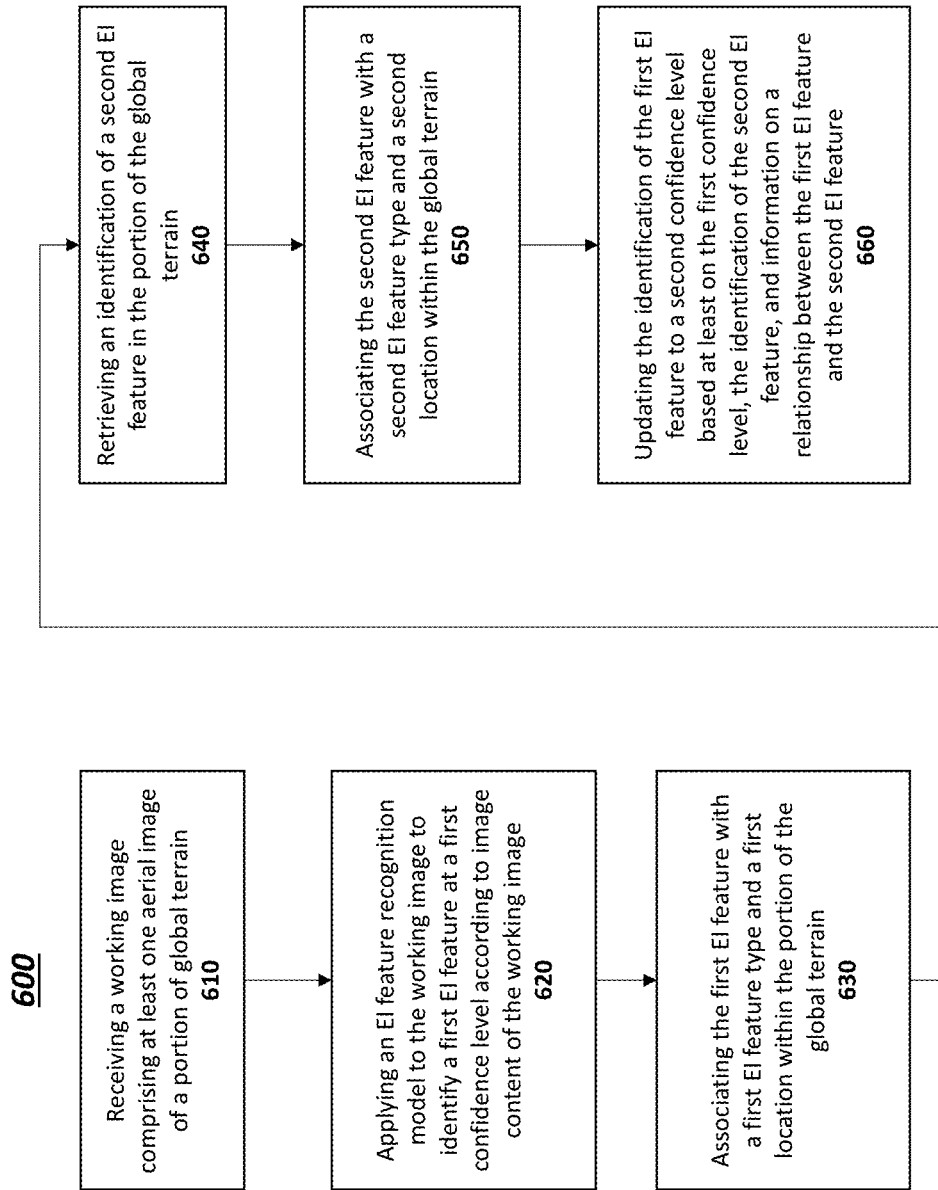 600
Receiving a working image
comprising at least one aerial image
of a portion of global terrain
610
Applying an EI feature recognition
model to the working image to
identify a first EI feature at a first
confidence level according to image
content of the working image
620
Associating the first EI feature with
a first EI feature type and a first
location within the portion of the
global terrain
630
Retrieving an identification of a second EI
feature in the portion of the global
terrain
640
Associating the second EI feature with a
second EI feature type and a second
location within the global terrain
650
Updating the identification of the first EI
feature to a second confidence level
based at least on the first confidence
level, the identification of the second EI
feature, and information on a
relationship between the first EI feature
and the second EI feature
660